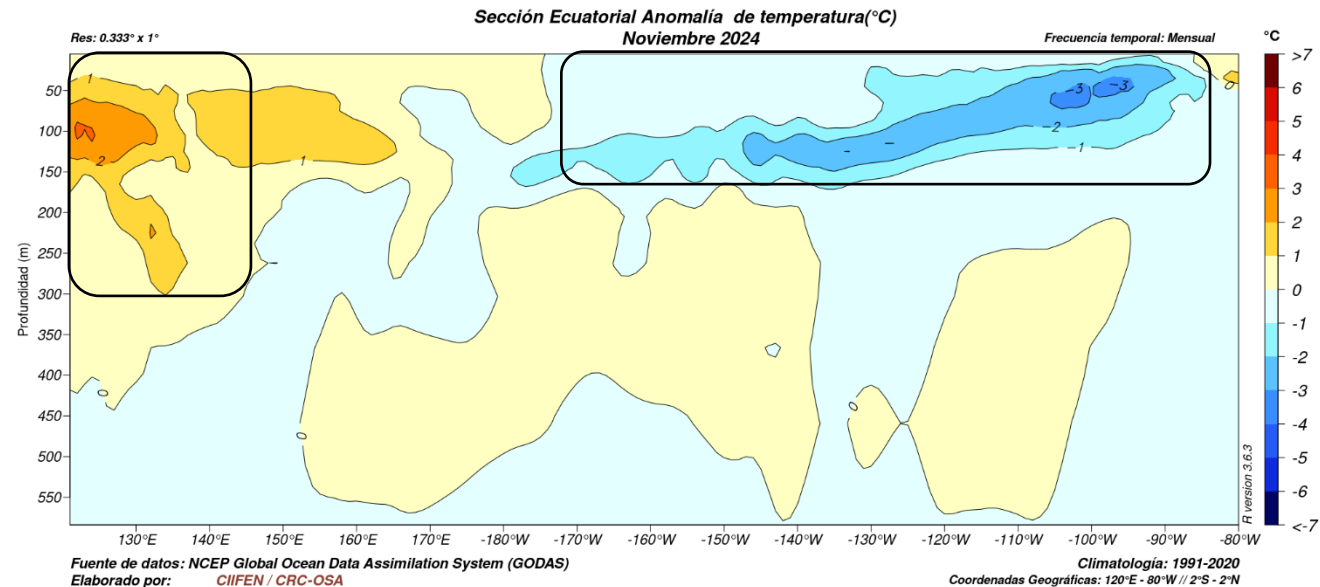 Sección Ecuatorial Anomalía de temperatura(°C)
Noviembre 2024
Res: 0.333° x 1°
Frecuencia temporal: Mensual
°C
>7
6
5
4
3
2
1
0
-1
-2
-3
-4
-5
-6
<-7
Profundidad (m)
50
100
150
200
250
300
350
400
450
500
550
1
2
1
0
0
0
0
-3
-3
-2
-1
130°E
140°E
150°E
160°E
170°E
-180°W
-170°W
-160°W
-150°W
-140°W
-130°W
-120°W
-110°W
-100°W
-90°W
-80°W
R version 3.6.3
Fuente de datos: NCEP Global Ocean Data Assimilation System (GODAS)
Climatología: 1991-2020
Elaborado por: CIIFEN / CRC-OSA
Coordenadas Geográficas: 120°E - 80°W // 2°S - 2°N